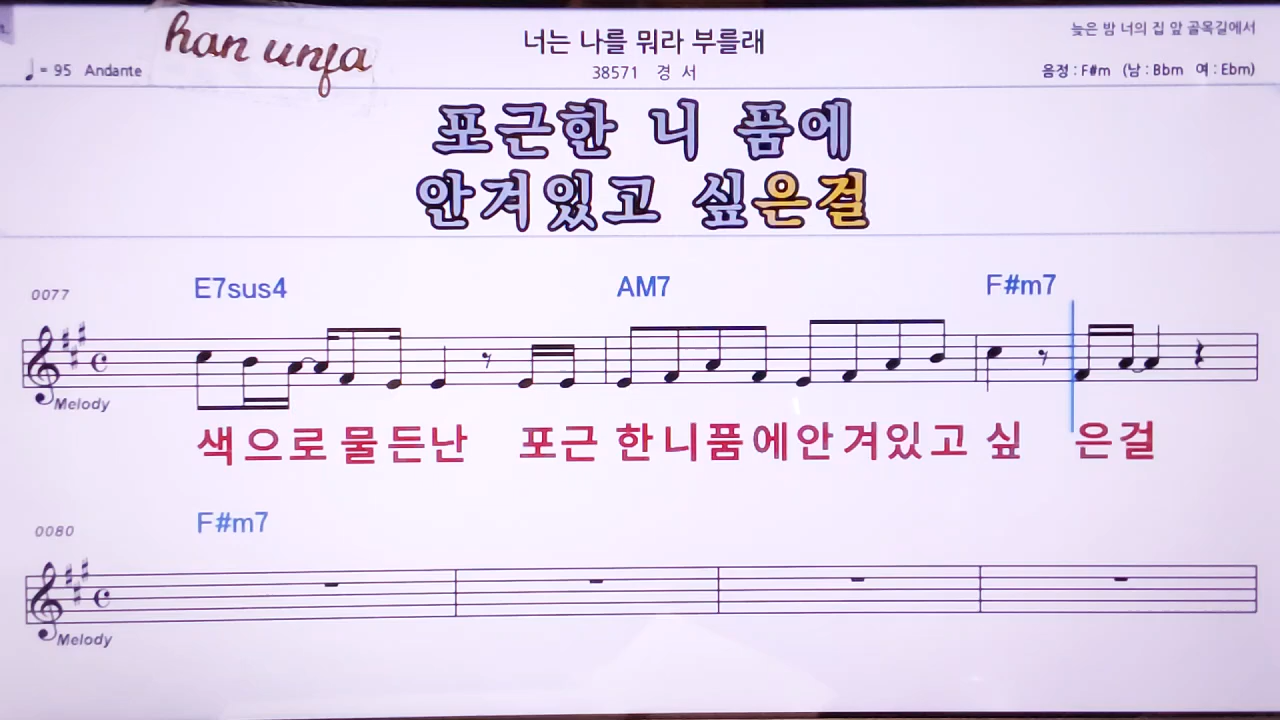 han unja
너는 나를 뭐라 부를래
늦은 밤 너의 집 앞 골목길에서
♩ = 95 Andante
38571 경 서
음정 : F#m (남 : Bbm 여 : Ebm)
포근한 니 품에
안겨있고 싶은걸
0077 E7sus4 AM7 F#m7
Melody
색으로 물든난 포근 한니품에안겨있고 싶 은걸
0080 F#m7
Melody